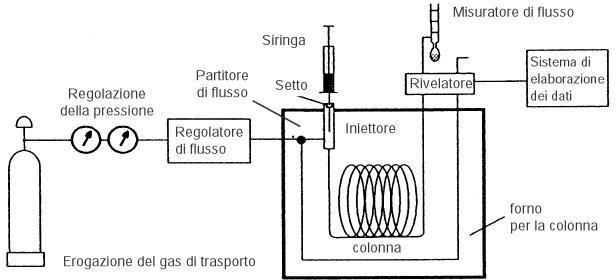 Misuratore di flusso
Siringa
Sistema di
elaborazione
dei dati
Partitore
di flusso
Setto
Rivelatore
Regolazione
della pressione
Regolatore
di flusso
Iniettore
forno
per la colonna
colonna
Erogazione del gas di trasporto